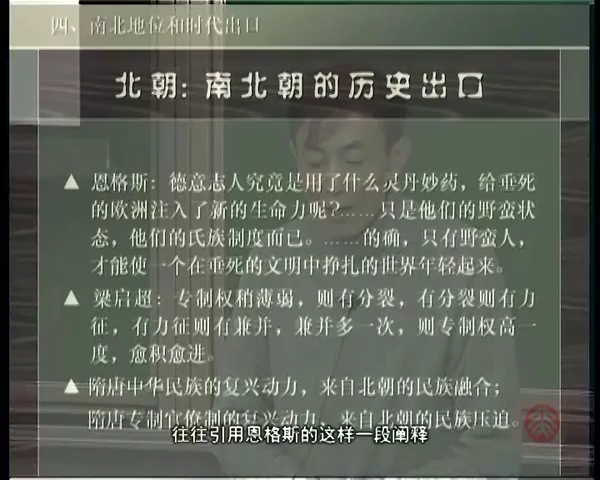 四、南北地位和时代出口
北朝：南北朝的历史出口
▲ 恩格斯：德意志人究竟是用了什么灵丹妙药，给垂死
的欧洲注入了新的生命力呢？……只是他们的野蛮状
态，他们的氏族制度而已。……的确，只有野蛮人，
才能使一个在垂死的文明中挣扎的世界年轻起来。
▲ 梁启超：专制权稍薄弱，则有分裂，有分裂则有力
征，有力征则有兼并，兼并多一次，则专制权高一
度，愈积愈进。
▲ 隋唐中华民族的复兴动力，来自北朝的民族融合；
隋唐专制官僚制的复兴动力，来自北朝的民族压迫。
往往引用恩格斯的这样一段阐释